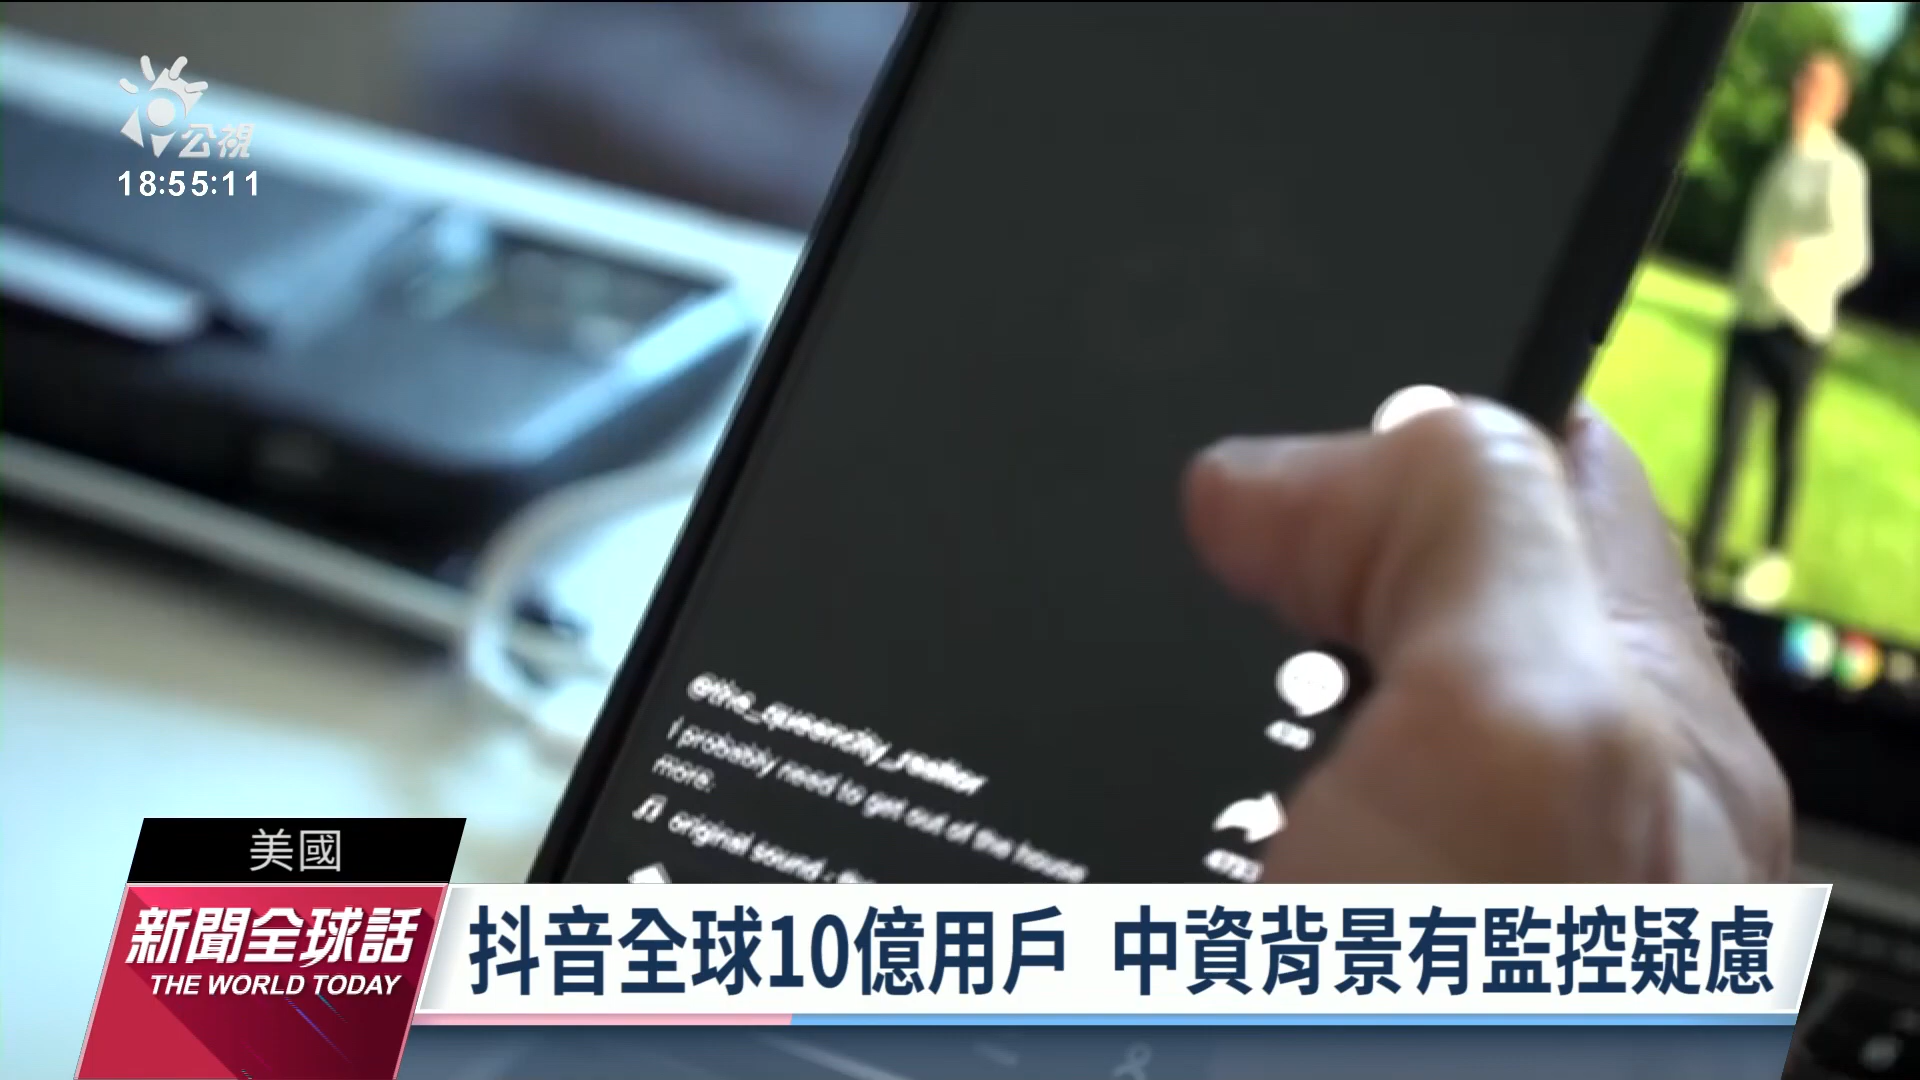 公視
18:55:11
@the_queencity_realtor
I probably need to get out of the house
more.
original sound -
美國
新聞全球話
THE WORLD TODAY
抖音全球10億用戶 中資背景有監控疑慮